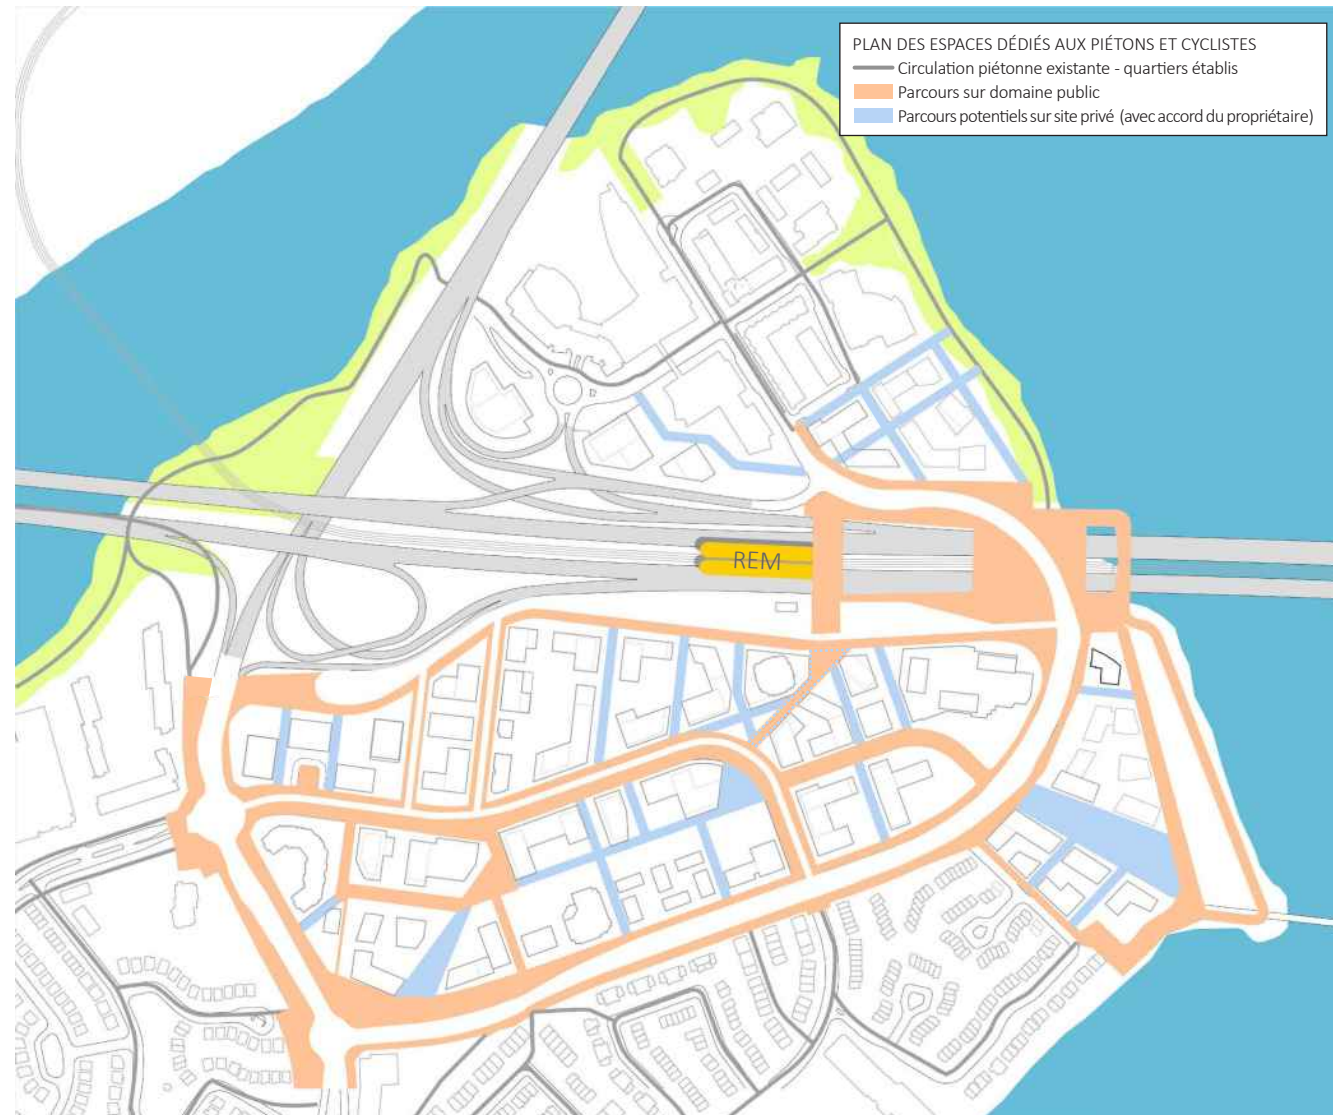 PLAN DES ESPACES DÉDIÉS AUX PIÉTONS ET CYCLISTES
Circulation piétonne existante - quartiers établis
Parcours sur domaine public
Parcours potentiels sur site privé (avec accord du propriétaire)
REM